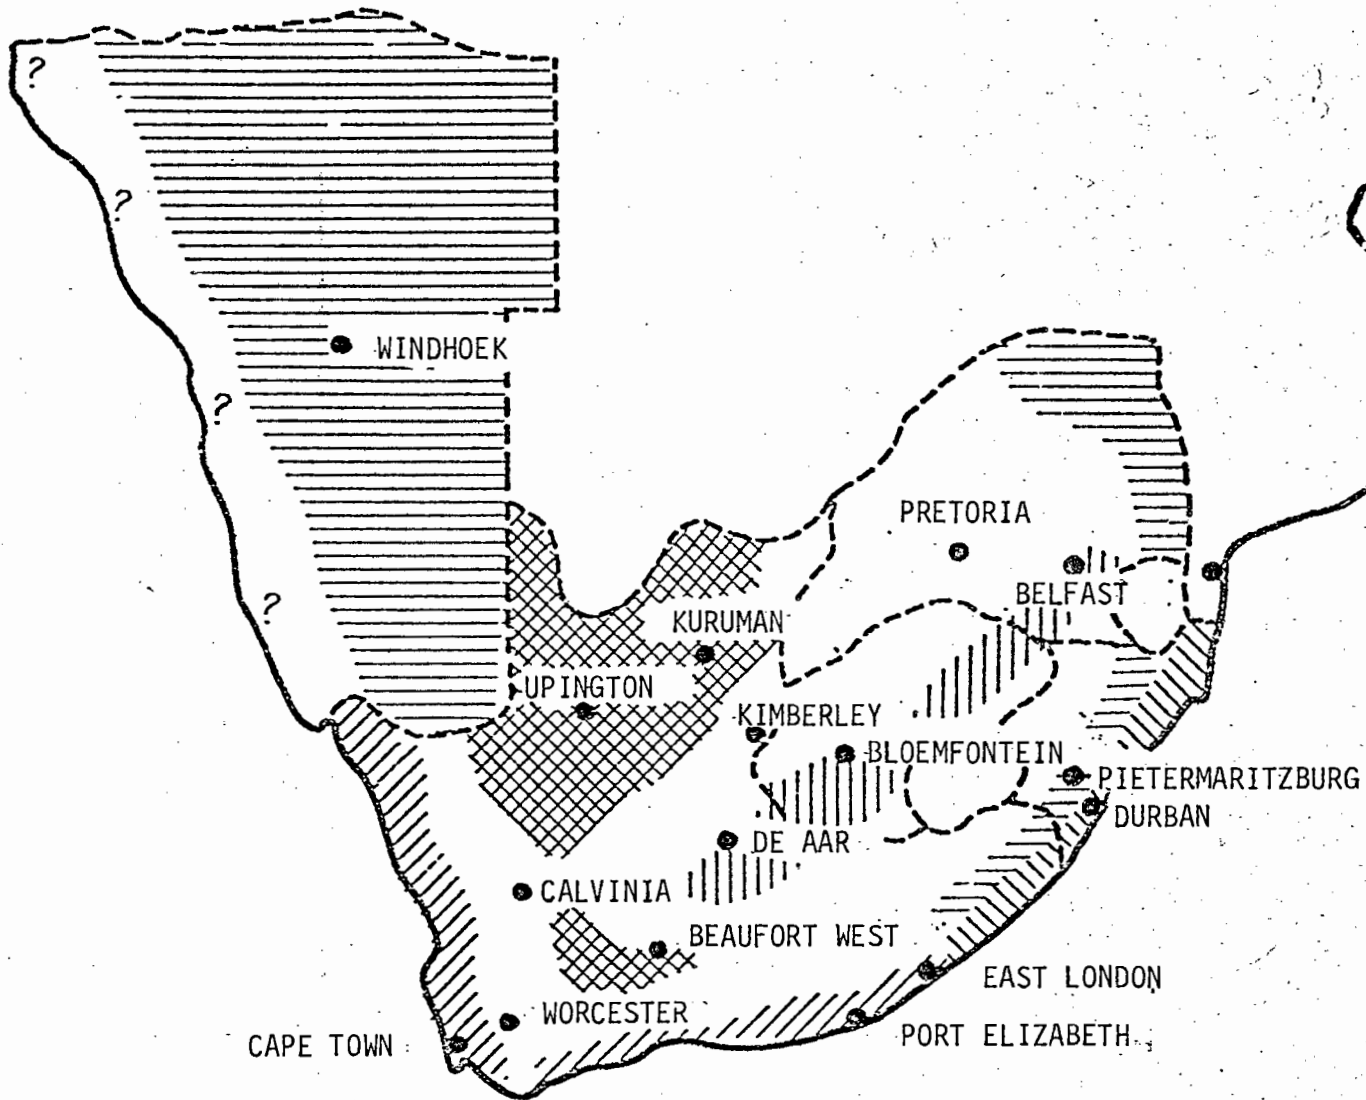 ?
?
WINDHOEK
?
PRETORIA
BELFAST
?
KURUMAN
UPINGTON
KIMBERLEY
BLOEMFONTEIN
PIETERMARITZBURG
DURBAN
DE AAR
CALVINIA
BEAUFORT WEST
EAST LONDON
WORCESTER
PORT ELIZABETH
CAPE TOWN